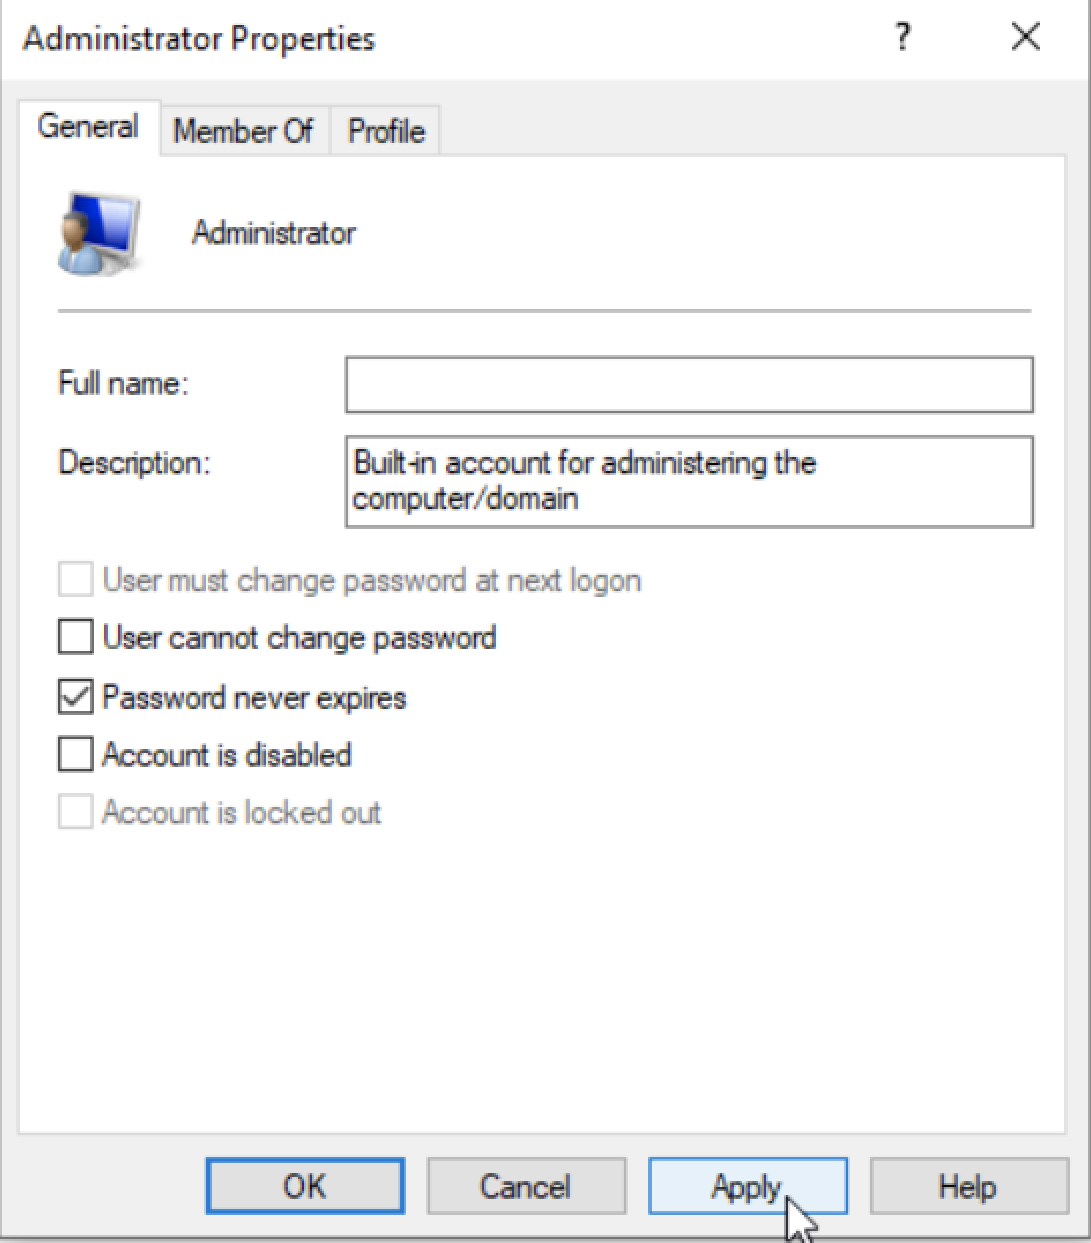 Administrator Properties
?
General
Member Of
Profile
Administrator
Full name:
Description:
Built-in account for administering the
computer/domain
User must change password at next logon
User cannot change password
Password never expires
Account is disabled
Account is locked out
OK
Cancel
Apply
Help